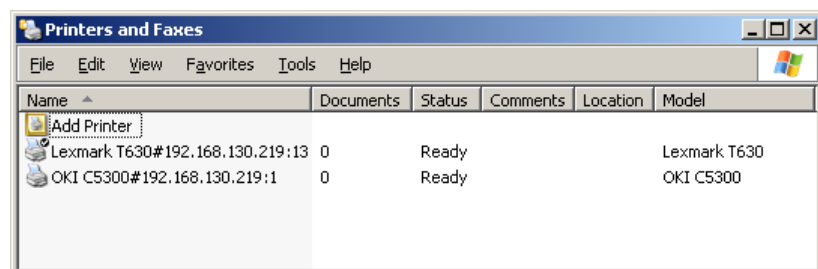 Printers and Faxes
File Edit View Favorites Tools Help
Name Documents Status Comments Location Model
Add Printer
Lexmark T630#192.168.130.219:13 0 Ready Lexmark T630
OKI C5300#192.168.130.219:1 0 Ready OKI C5300